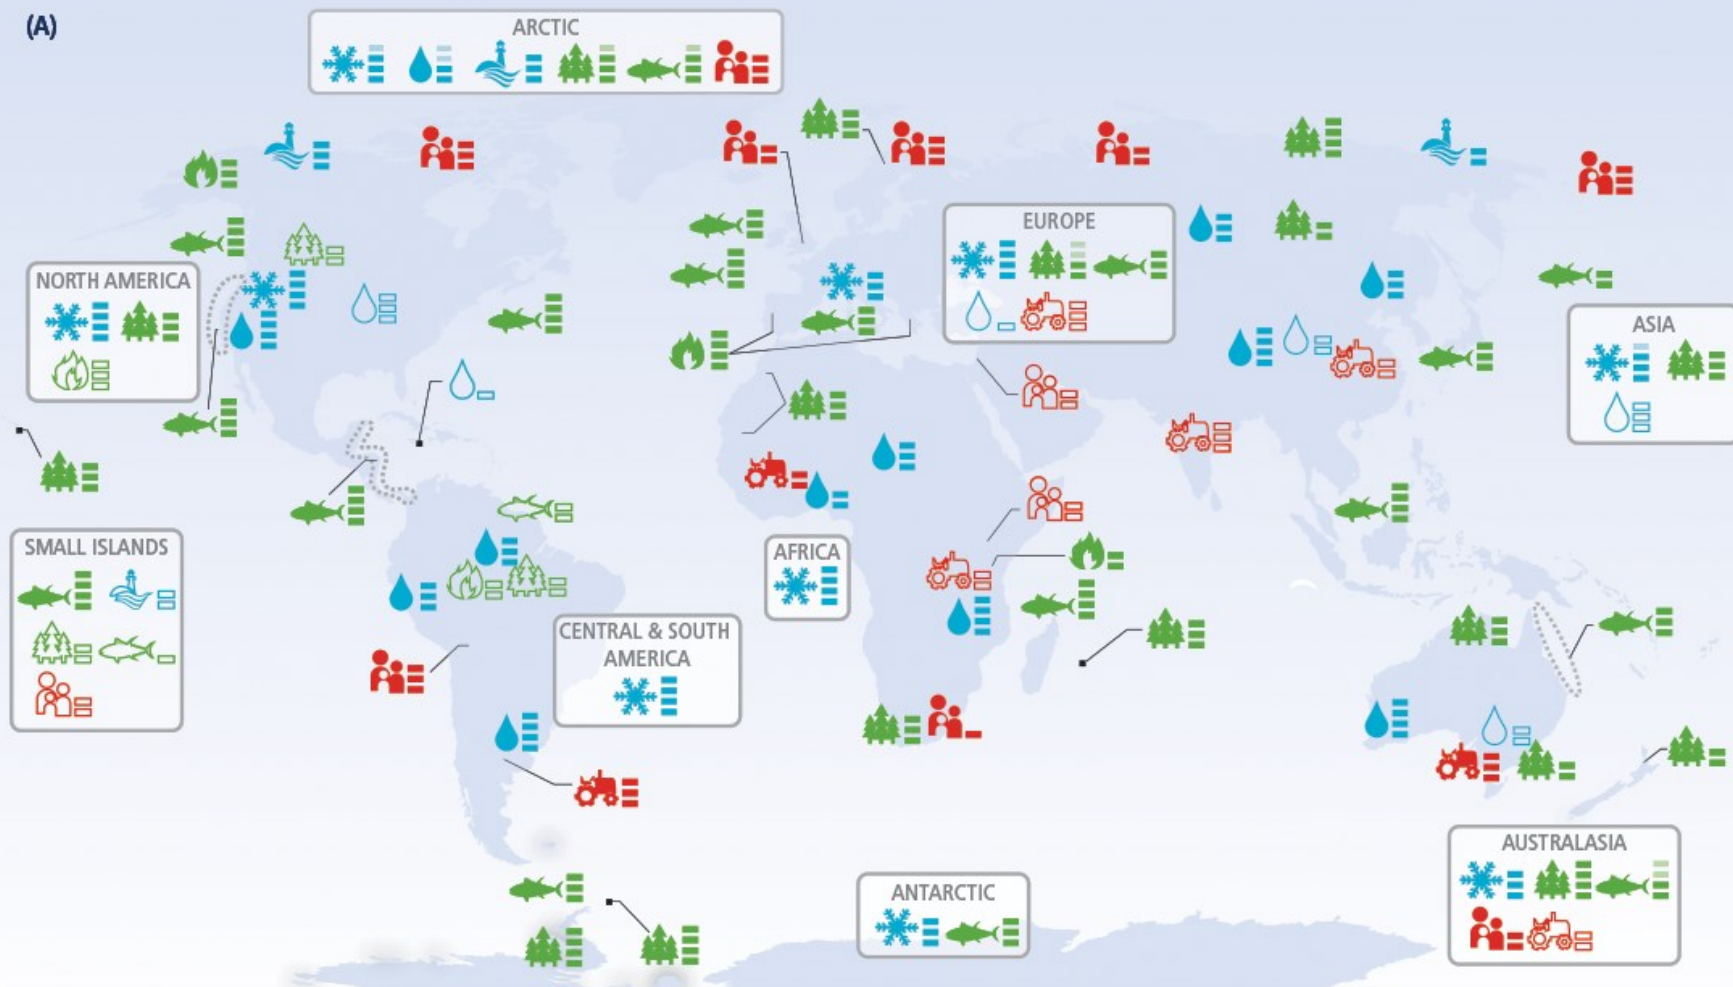 (A)
ARCTIC
EUROPE
NORTH AMERICA
ASIA
SMALL ISLANDS
AFRICA
CENTRAL & SOUTH
AMERICA
AUSTRALASIA
ANTARCTIC